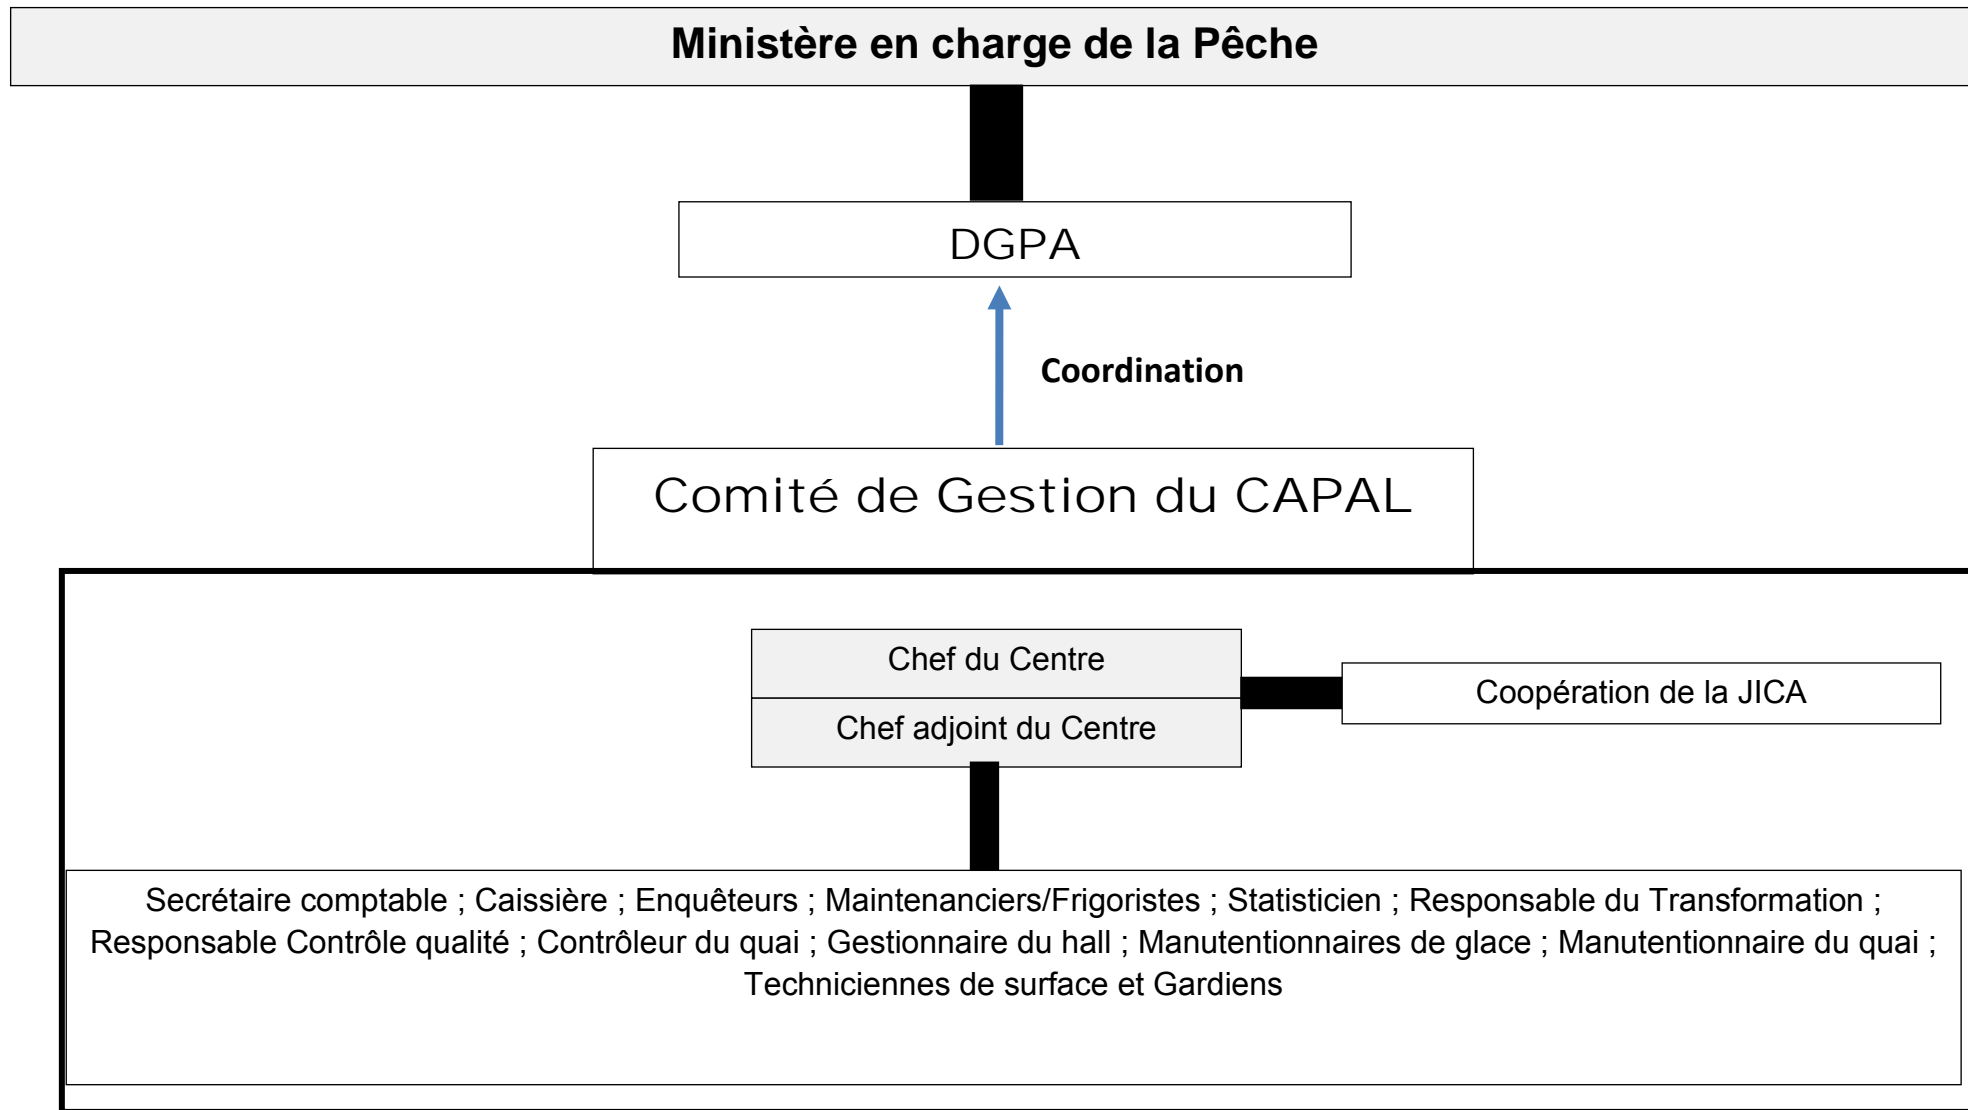 Ministère en charge de la Pêche
DGPA
Coordination
Comité de Gestion du CAPAL
Chef du Centre
Coopération de la JICA
Chef adjoint du Centre
Secrétaire comptable ; Caissière ; Enquêteurs ; Maintenanciers/Frigoristes ; Statisticien ; Responsable du Transformation ;
Responsable Contrôle qualité ; Contrôleur du quai ; Gestionnaire du hall ; Manutentionnaires de glace ; Manutentionnaire du quai ;
Techniciennes de surface et Gardiens